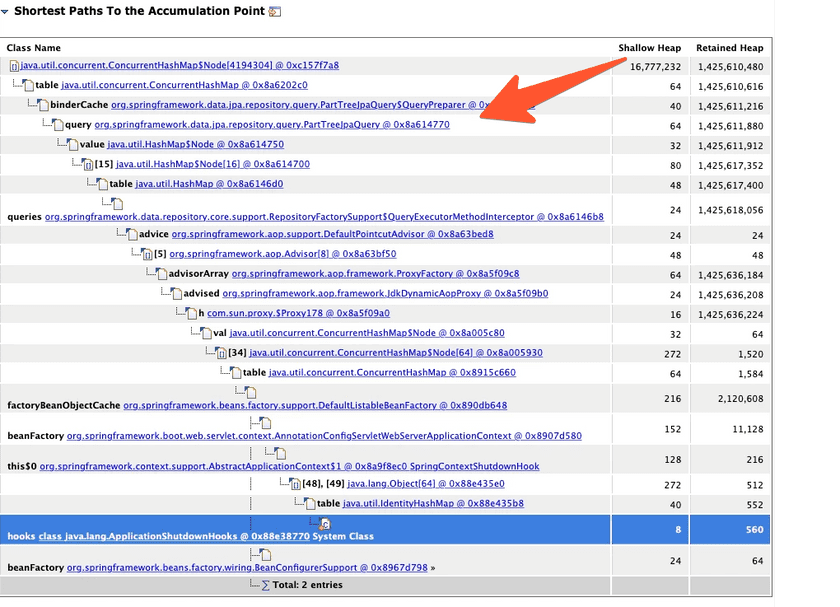 Shortest Paths To the Accumulation Point
Class Name Shallow Heap Retained Heap
java.util.concurrent.ConcurrentHashMap$Node[4194304] @ 0xc157f7a8 16,777,232 1,425,610,480
table java.util.concurrent.ConcurrentHashMap @ 0x8a6202c0 64 1,425,610,616
binderCache org.springframework.data.jpa.repository.query.PartTreeJpaQuery$QueryPreparer @ 40 1,425,611,216
query org.springframework.data.jpa.repository.query.PartTreeJpaQuery @ 0x8a614770 64 1,425,611,880
value java.util.HashMap$Node @ 0x8a614750 32 1,425,611,912
[15] java.util.HashMap$Node[16] @ 0x8a614700 80 1,425,617,352
table java.util.HashMap @ 0x8a6146d0 48 1,425,617,400
queries org.springframework.data.repository.core.support.RepositoryFactorySupport$QueryExecutorMethodInterceptor @ 0x8a6146b8 24 1,425,618,056
advice org.springframework.aop.support.DefaultPointcutAdvisor @ 0x8a63bed8 24 24
[5] org.springframework.aop.Advisor[8] @ 0x8a63bf50 48 48
advisorArray org.springframework.aop.framework.ProxyFactory @ 0x8a5f09c8 64 1,425,636,184
advised org.springframework.aop.framework.JdkDynamicAopProxy @ 0x8a5f09b0 24 1,425,636,208
h com.sun.proxy.$Proxy178 @ 0x8a5f09a0 16 1,425,636,224
val java.util.concurrent.ConcurrentHashMap$Node @ 0x8a005c80 32 64
[34] java.util.concurrent.ConcurrentHashMap$Node[64] @ 0x8a005930 272 1,520
table java.util.concurrent.ConcurrentHashMap @ 0x8915c660 64 1,584
factoryBeanObjectCache org.springframework.beans.factory.support.DefaultListableBeanFactory @ 0x890db648 216 2,120,608
beanFactory org.springframework.boot.web.servlet.context.AnnotationConfigServletWebServerApplicationContext @ 0x8907d580 152 11,128
this$0 org.springframework.context.support.AbstractApplicationContext$1 @ 0x8a9f8ec0 SpringContextShutdownHook 128 216
[48], [49] java.lang.Object[64] @ 0x88e435e0 272 512
table java.util.IdentityHashMap @ 0x88e435b8 40 552
hooks class java.lang.ApplicationShutdownHooks @ 0x88e38770 System Class 8 560
beanFactory org.springframework.beans.factory.wiring.BeanConfigurerSupport @ 0x8967d798 » 24 64
Total: 2 entries